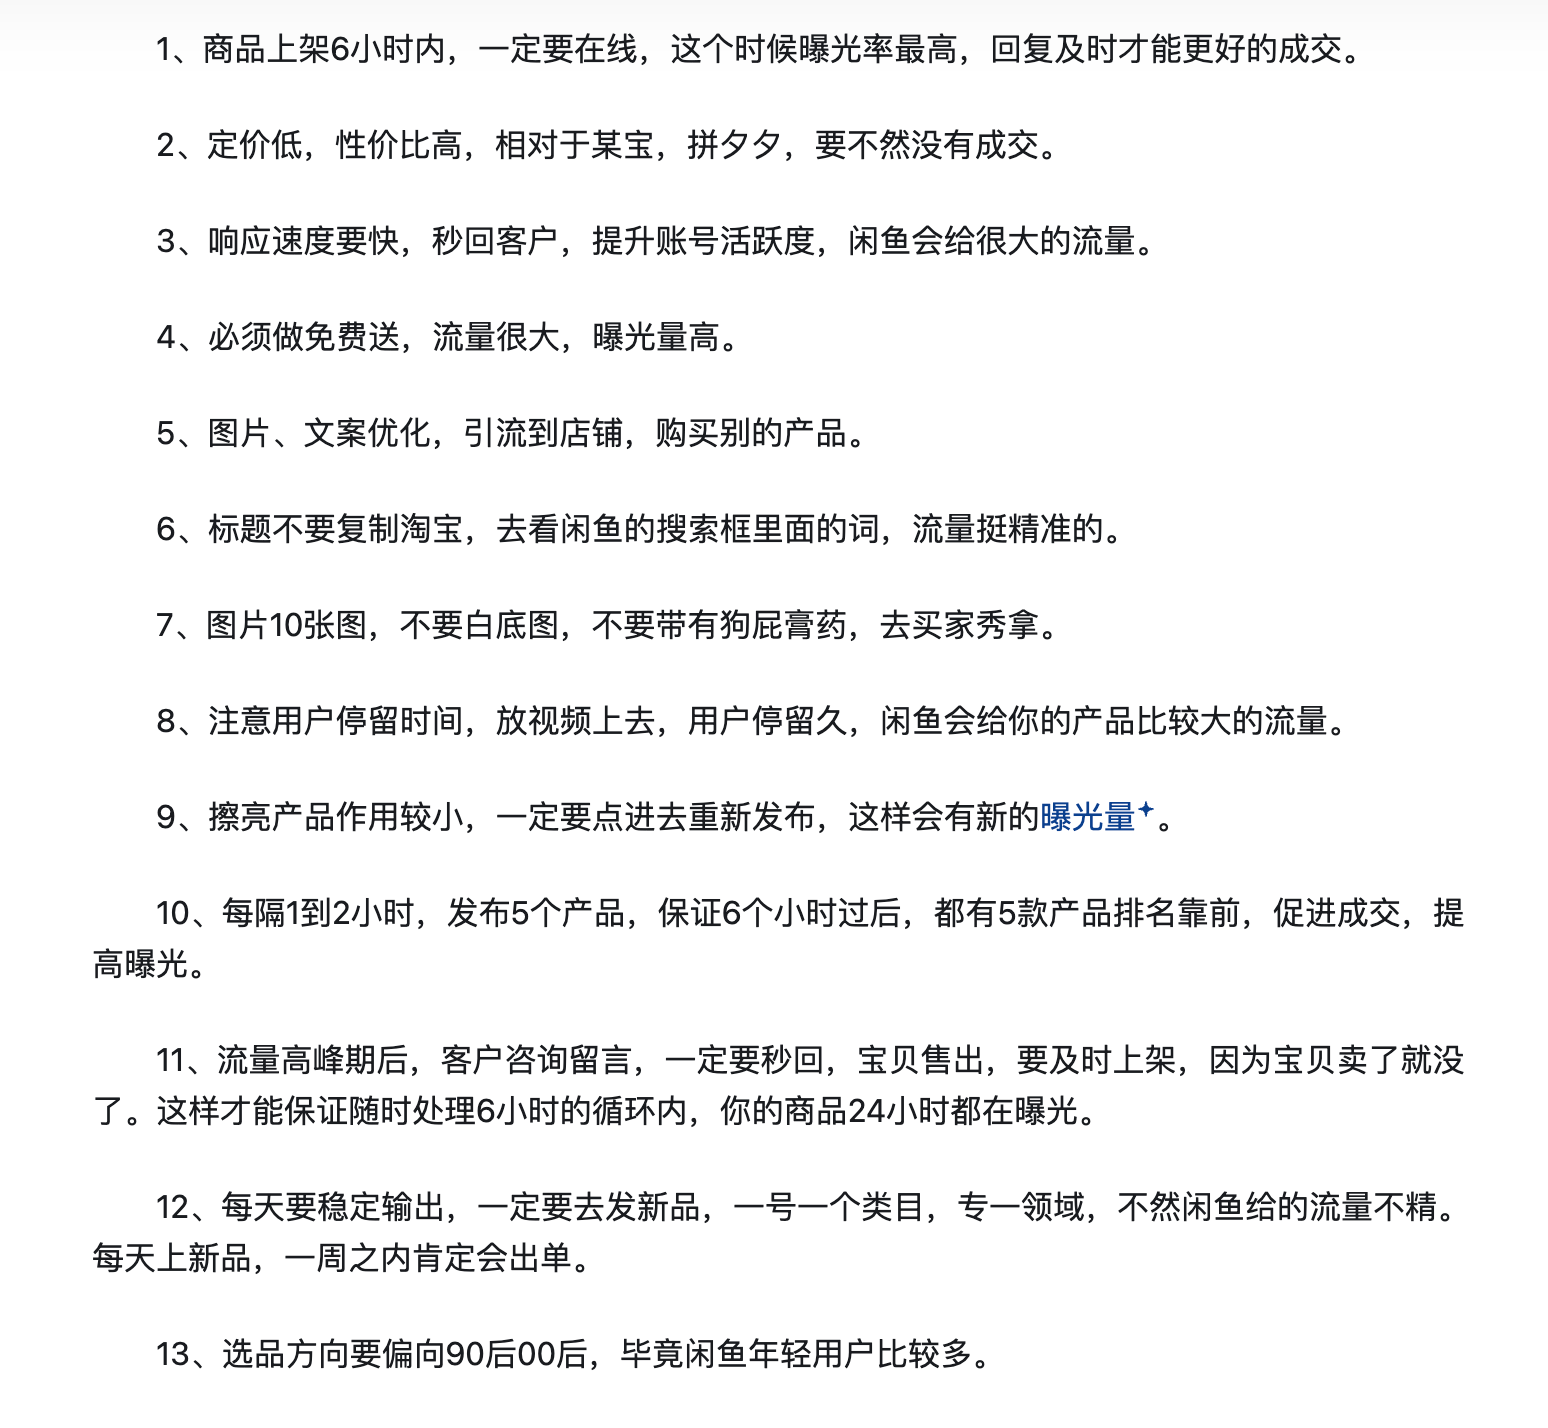 1、商品上架6小时内，一定要在线，这个时候曝光率最高，回复及时才能更好的成交。
2、定价低，性价比高，相对于某宝，拼夕夕，要不然没有成交。
3、响应速度要快，秒回客户，提升账号活跃度，闲鱼会给很大的流量。
4、必须做免费送，流量很大，曝光量高。
5、图片、文案优化，引流到店铺，购买别的产品。
6、标题不要复制淘宝，去看闲鱼的搜索框里面的词，流量挺精准的。
7、图片10张图，不要白底图，不要带有狗屁膏药，去买家秀拿。
8、注意用户停留时间，放视频上去，用户停留久，闲鱼会给你的产品比较大的流量。
9、擦亮产品作用较小，一定要点进去重新发布，这样会有新的曝光量。
10、每隔1到2小时，发布5个产品，保证6个小时过后，都有5款产品排名靠前，促进成交，提
高曝光。
11、流量高峰期后，客户咨询留言，一定要秒回，宝贝售出，要及时上架，因为宝贝卖了就没
了。这样才能保证随时处理6小时的循环内，你的商品24小时都在曝光。
12、每天要稳定输出，一定要去发新品，一号一个类目，专一领域，不然闲鱼给的流量不精。
每天上新品，一周之内肯定会出单。
13、选品方向要偏向90后00后，毕竟闲鱼年轻用户比较多。